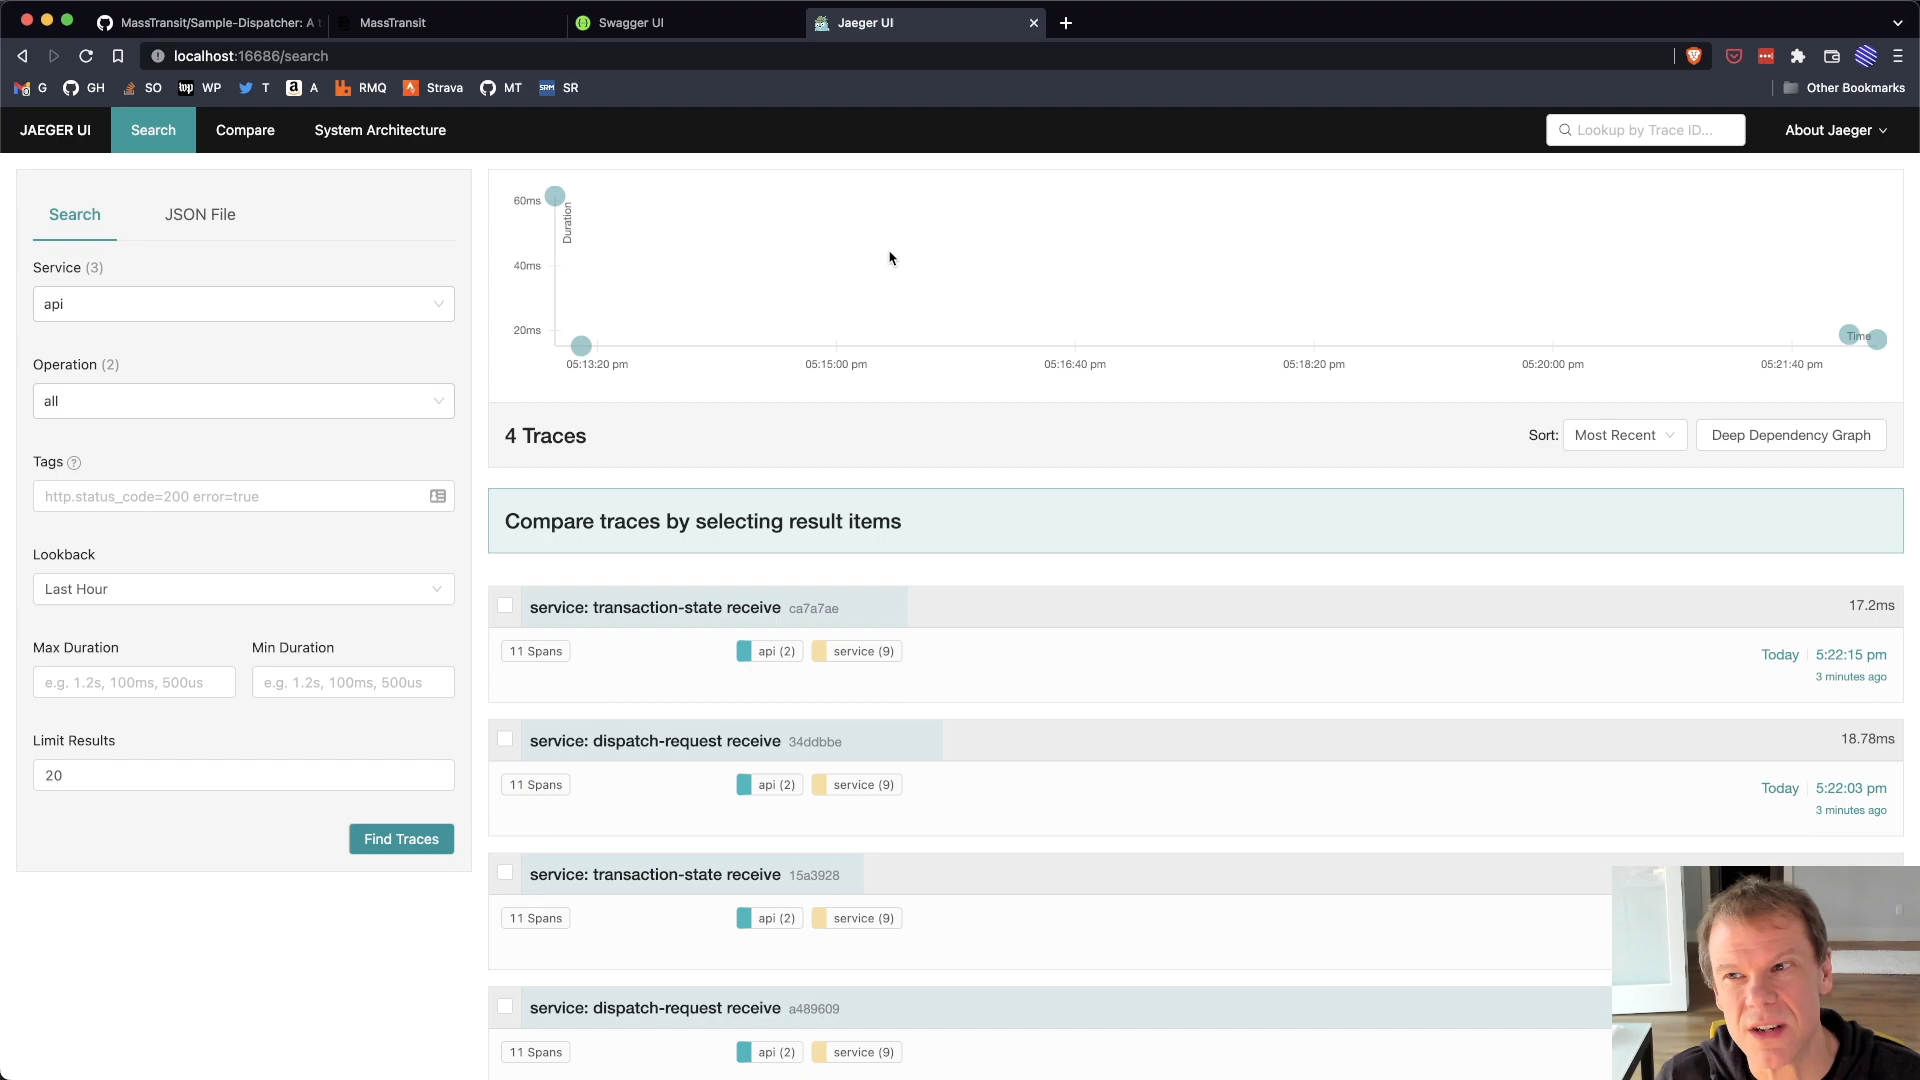 MassTransit/Sample-Dispatcher: A t
MassTransit
Swagger UI
Jaeger UI
localhost:16686/search
G
GH
SO
WP
T
A
RMQ
Strava
MT
SR
Other Bookmarks
JAEGER UI
Search
Compare
System Architecture
Lookup by Trace ID...
About Jaeger
Search
JSON File
Service (3)
api
Operation (2)
all
Tags
http.status_code=200 error=true
Lookback
Last Hour
Max Duration
Min Duration
e.g. 1.2s, 100ms, 500us
e.g. 1.2s, 100ms, 500us
Limit Results
20
Find Traces
60ms
Duration
40ms
20ms
Time
05:13:20 pm
05:15:00 pm
05:16:40 pm
05:18:20 pm
05:20:00 pm
05:21:40 pm
4 Traces
Sort:
Most Recent
Deep Dependency Graph
Compare traces by selecting result items
service: transaction-state receive ca7a7ae
17.2ms
11 Spans
api (2)
service (9)
Today
5:22:15 pm
3 minutes ago
service: dispatch-request receive 34ddbbe
18.78ms
11 Spans
api (2)
service (9)
Today
5:22:03 pm
3 minutes ago
service: transaction-state receive 15a3928
11 Spans
api (2)
service (9)
service: dispatch-request receive a489609
11 Spans
api (2)
service (9)